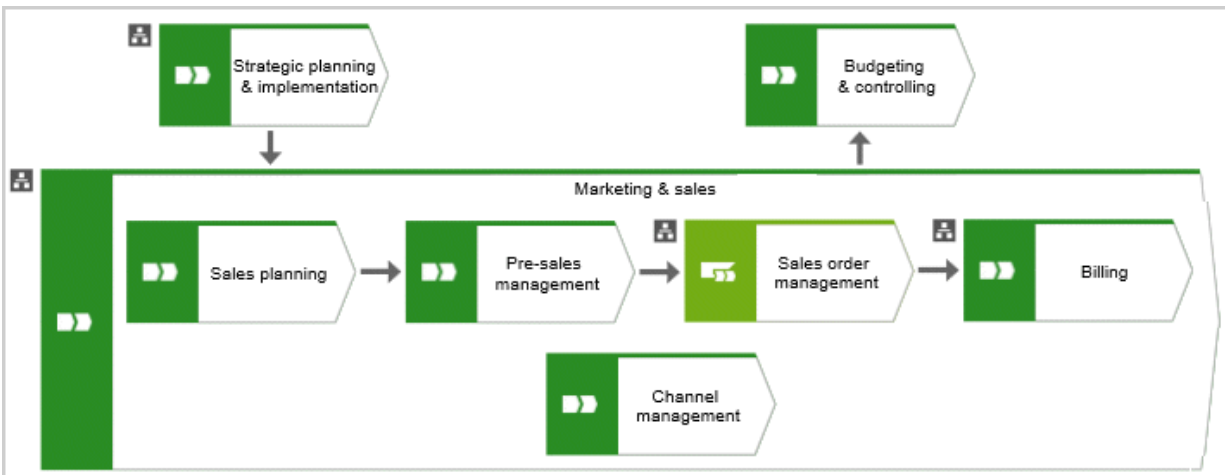 Strategic planning
& implementation
Budgeting
& controlling
Marketing & sales
Sales planning
Pre-sales
management
Sales order
management
Billing
Channel
management